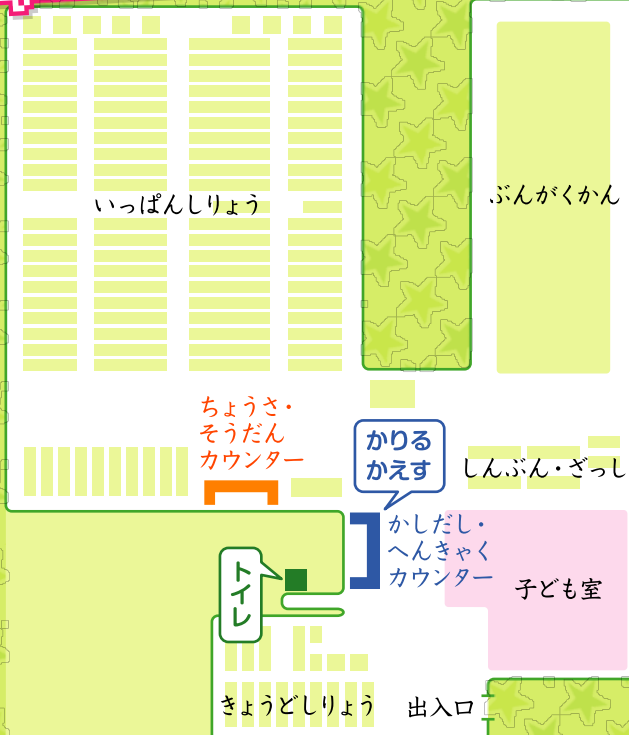 いっぱんしりょう
ぶんがくかん
ちょうさ・
そうだん
カウンター
かりる
かえす
しんぶん・ざっし
かしだし・
へんきゃく
カウンター
トイレ
子ども室
きょうどしりょう
出入口